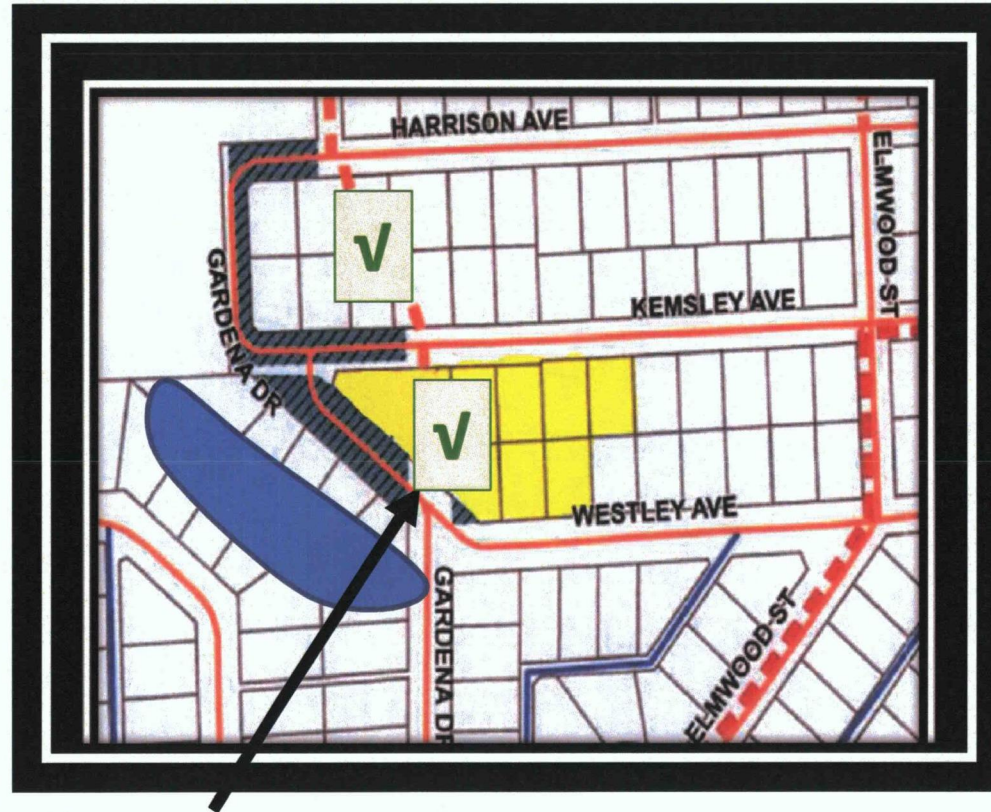 HARRISON AVE
ELMWOOD ST
√
GARDENA DR
KEMSLEY AVE
√
WESTLEY AVE
GARDENA DR
ELMWOOD ST